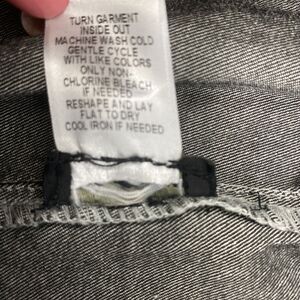 TURN GARMENT
INSIDE OUT
MACHINE WASH COLD
GENTLE CYCLE
WITH LIKE COLORS
ONLY NON-
CHLORINE BLEACH
IF NEEDED
RESHAPE AND LAY
FLAT TO DRY
COOL IRON IF NEEDED